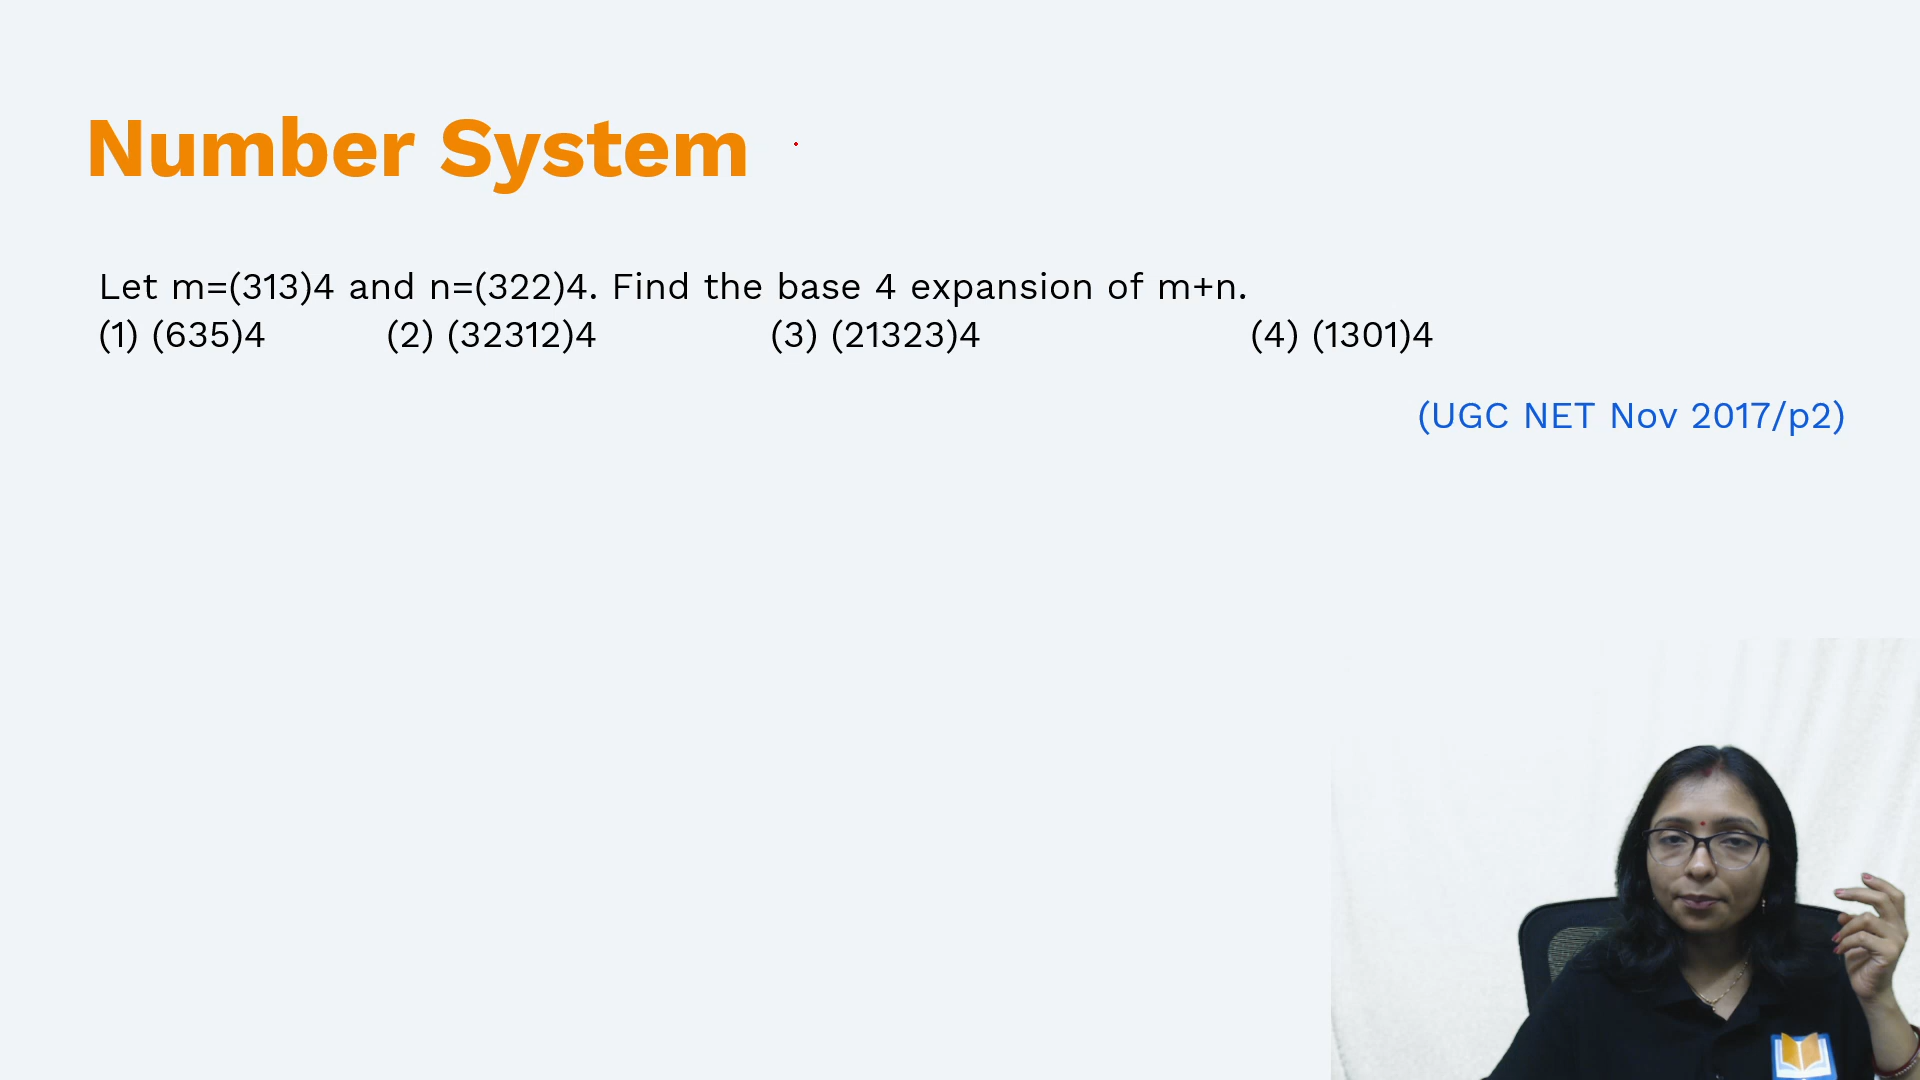 Number System
Let m=(313)4 and n=(322)4. Find the base 4 expansion of m+n.
(1) (635)4 (2) (32312)4 (3) (21323)4 (4) (1301)4
(UGC NET Nov 2017/p2)